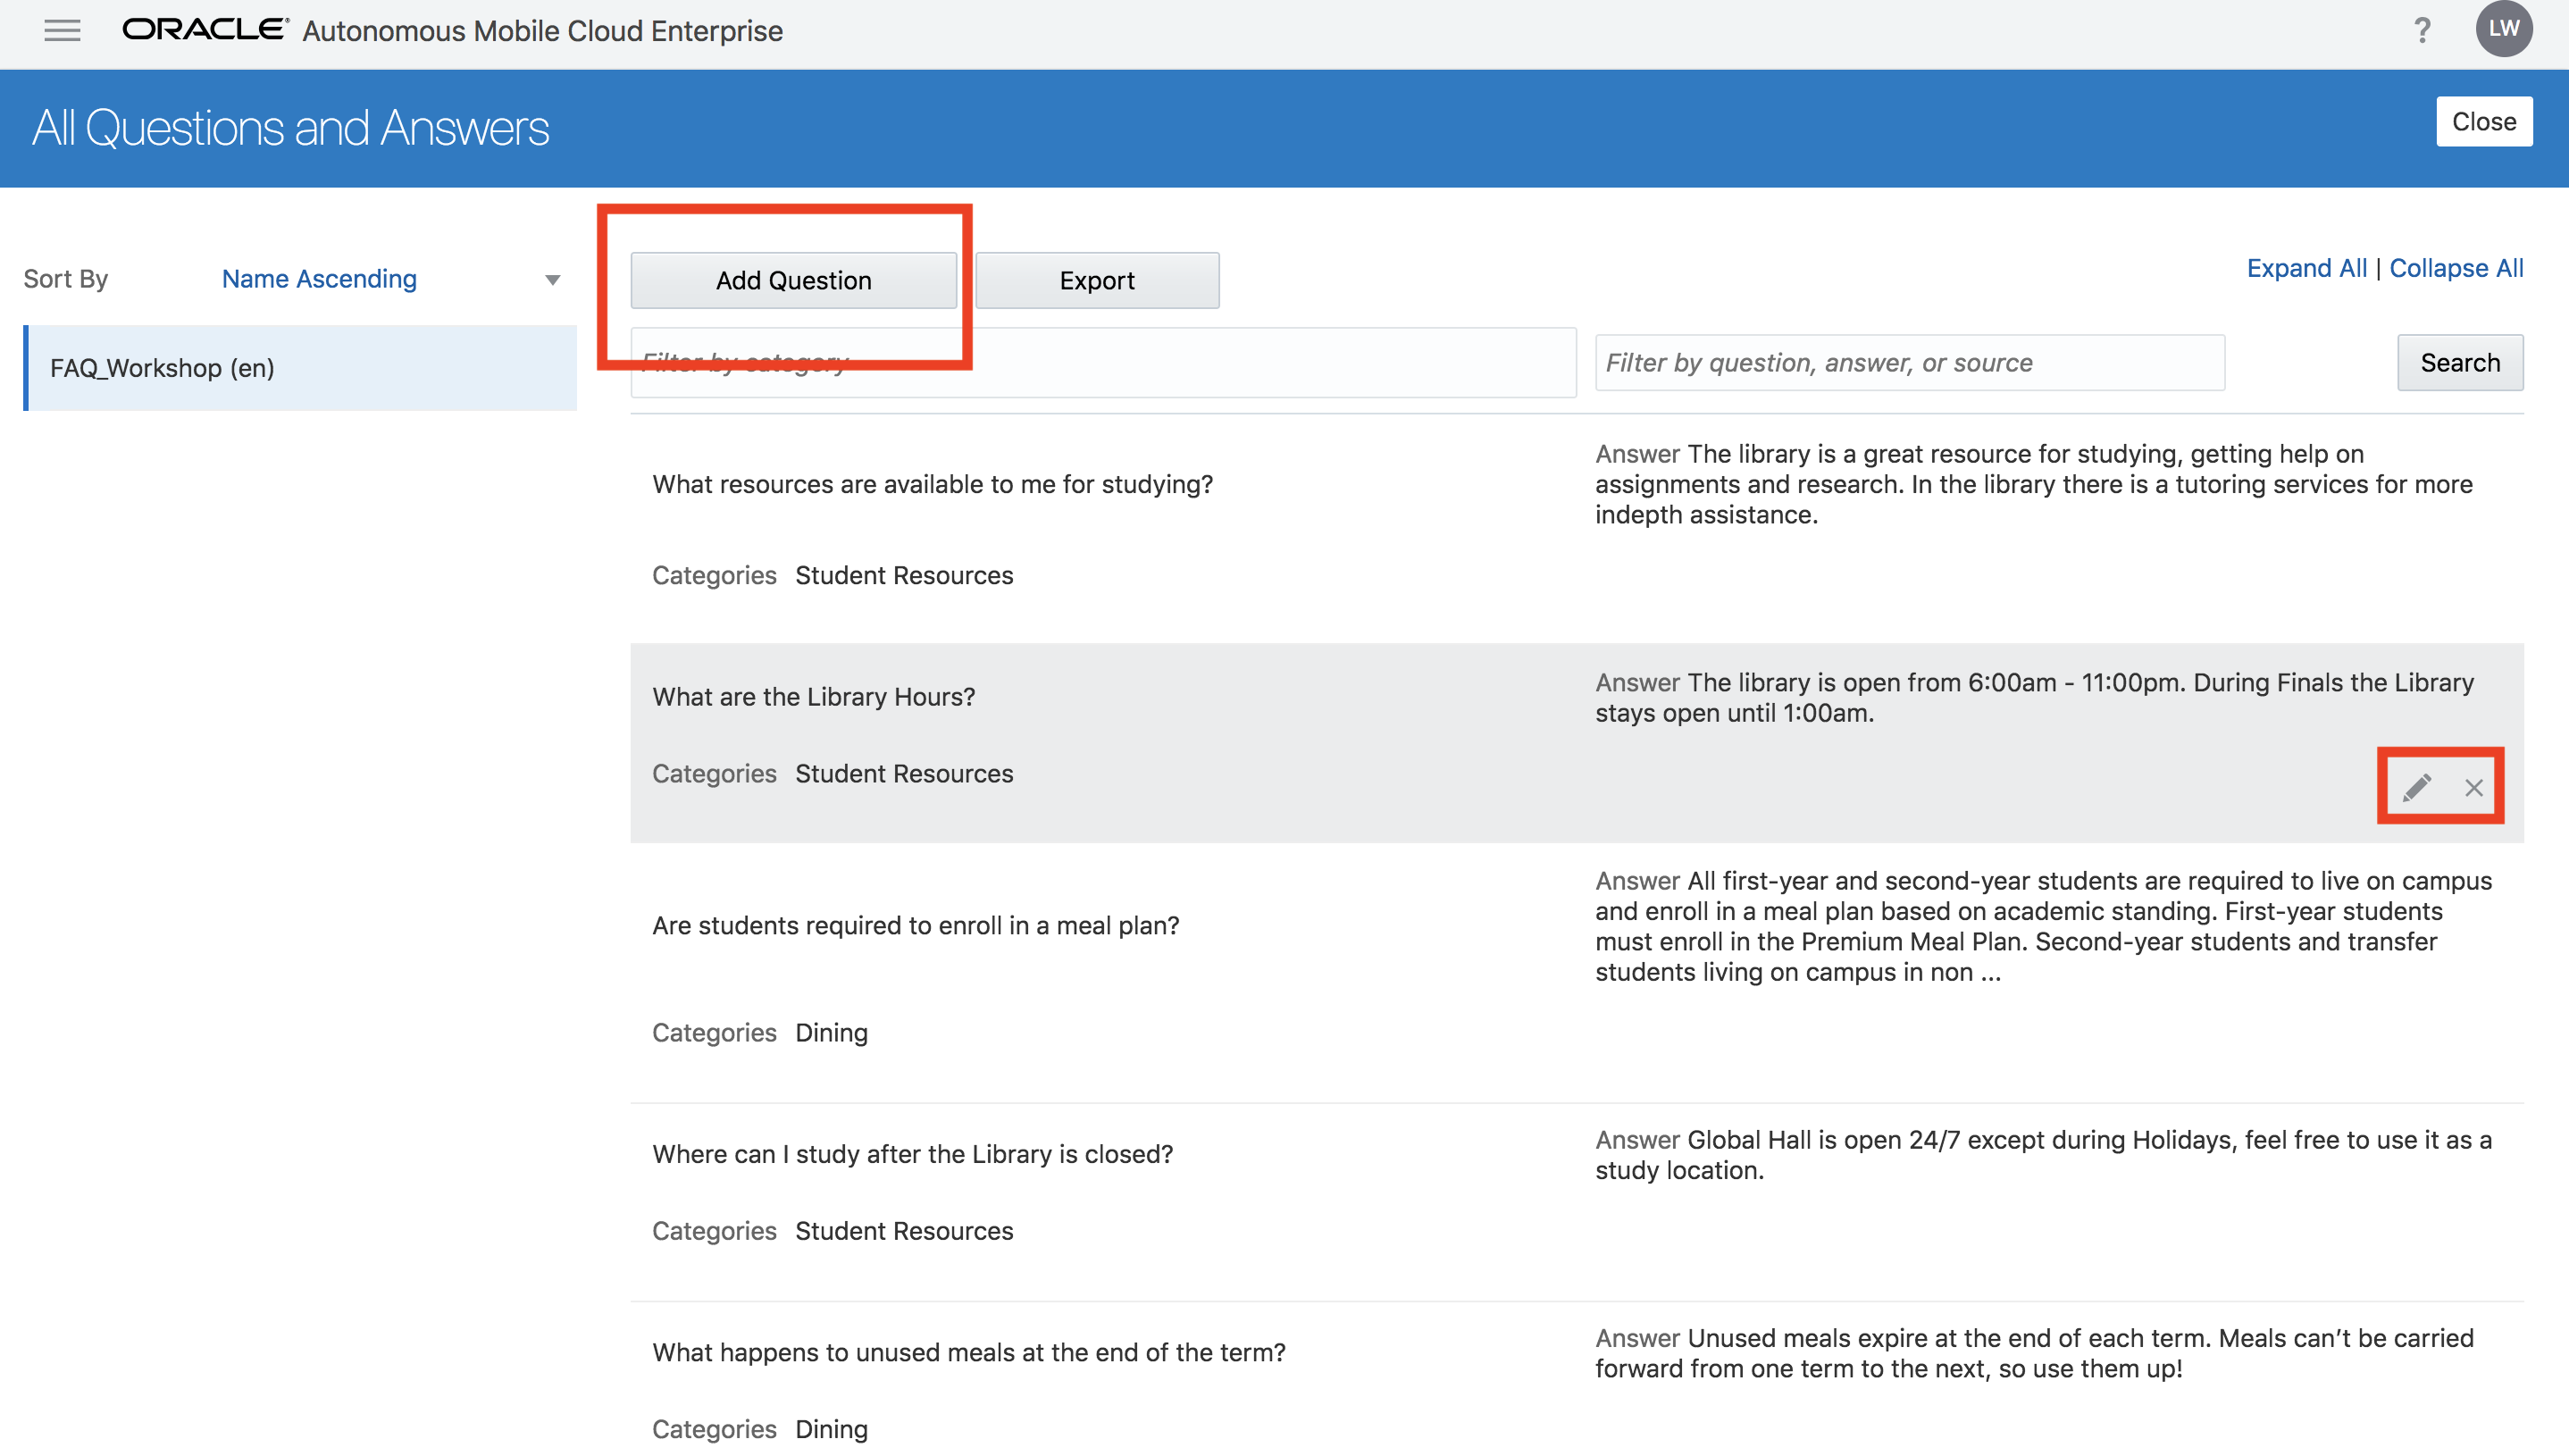 ORACLE® Autonomous Mobile Cloud Enterprise
?
LW
All Questions and Answers
Close
Sort By Name Ascending
FAQ_Workshop (en)
Add Question
Export
Expand All | Collapse All
Filter by category
Filter by question, answer, or source
Search
What resources are available to me for studying?
Categories Student Resources
Answer The library is a great resource for studying, getting help on
assignments and research. In the library there is a tutoring services for more
indepth assistance.
What are the Library Hours?
Categories Student Resources
Answer The library is open from 6:00am - 11:00pm. During Finals the Library
stays open until 1:00am.
Are students required to enroll in a meal plan?
Categories Dining
Answer All first-year and second-year students are required to live on campus
and enroll in a meal plan based on academic standing. First-year students
must enroll in the Premium Meal Plan. Second-year students and transfer
students living on campus in non ...
Where can I study after the Library is closed?
Categories Student Resources
Answer Global Hall is open 24/7 except during Holidays, feel free to use it as a
study location.
What happens to unused meals at the end of the term?
Categories Dining
Answer Unused meals expire at the end of each term. Meals can’t be carried
forward from one term to the next, so use them up!